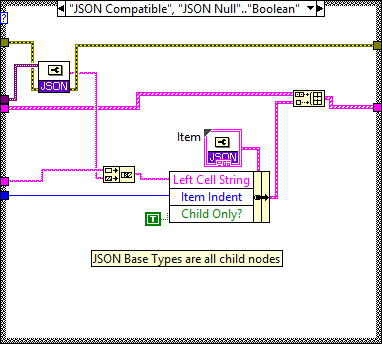 "JSON Compatible", "JSON Null".."Boolean"
?
JSON
Item
JSON
Left Cell String
Item Indent
Child Only?
T
JSON Base Types are all child nodes